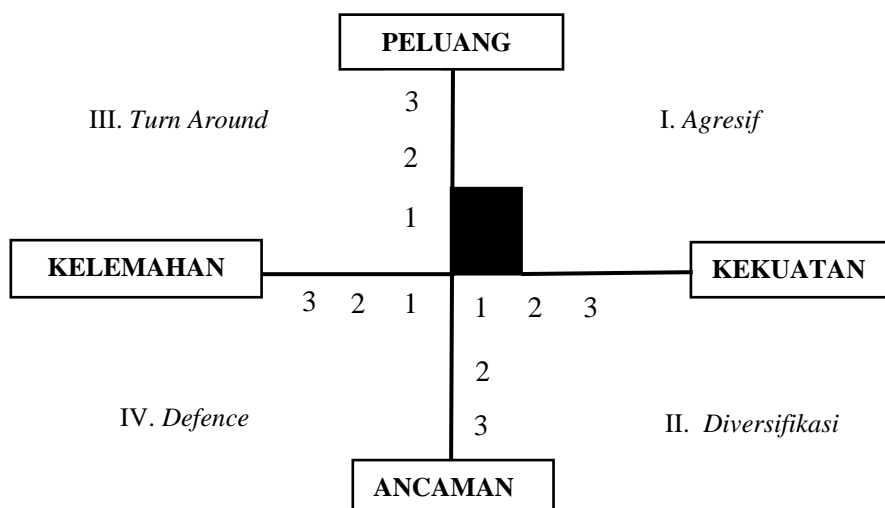 PELUANG
3
III. Turn Around
I. Agresif
2
1
KELEMAHAN
KEKUATAN
3 2 1 1 2 3
2
IV. Defence
3
II. Diversifikasi
ANCAMAN